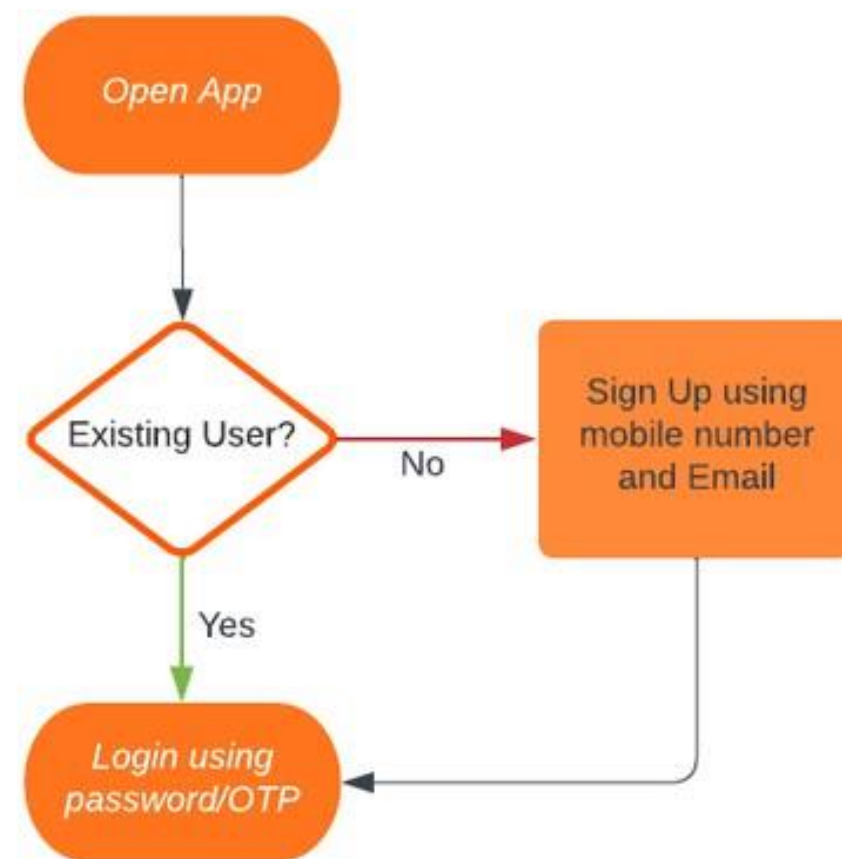 Open App
Existing User?
No
Sign Up using
mobile number
and Email
Yes
Login using
password/OTP